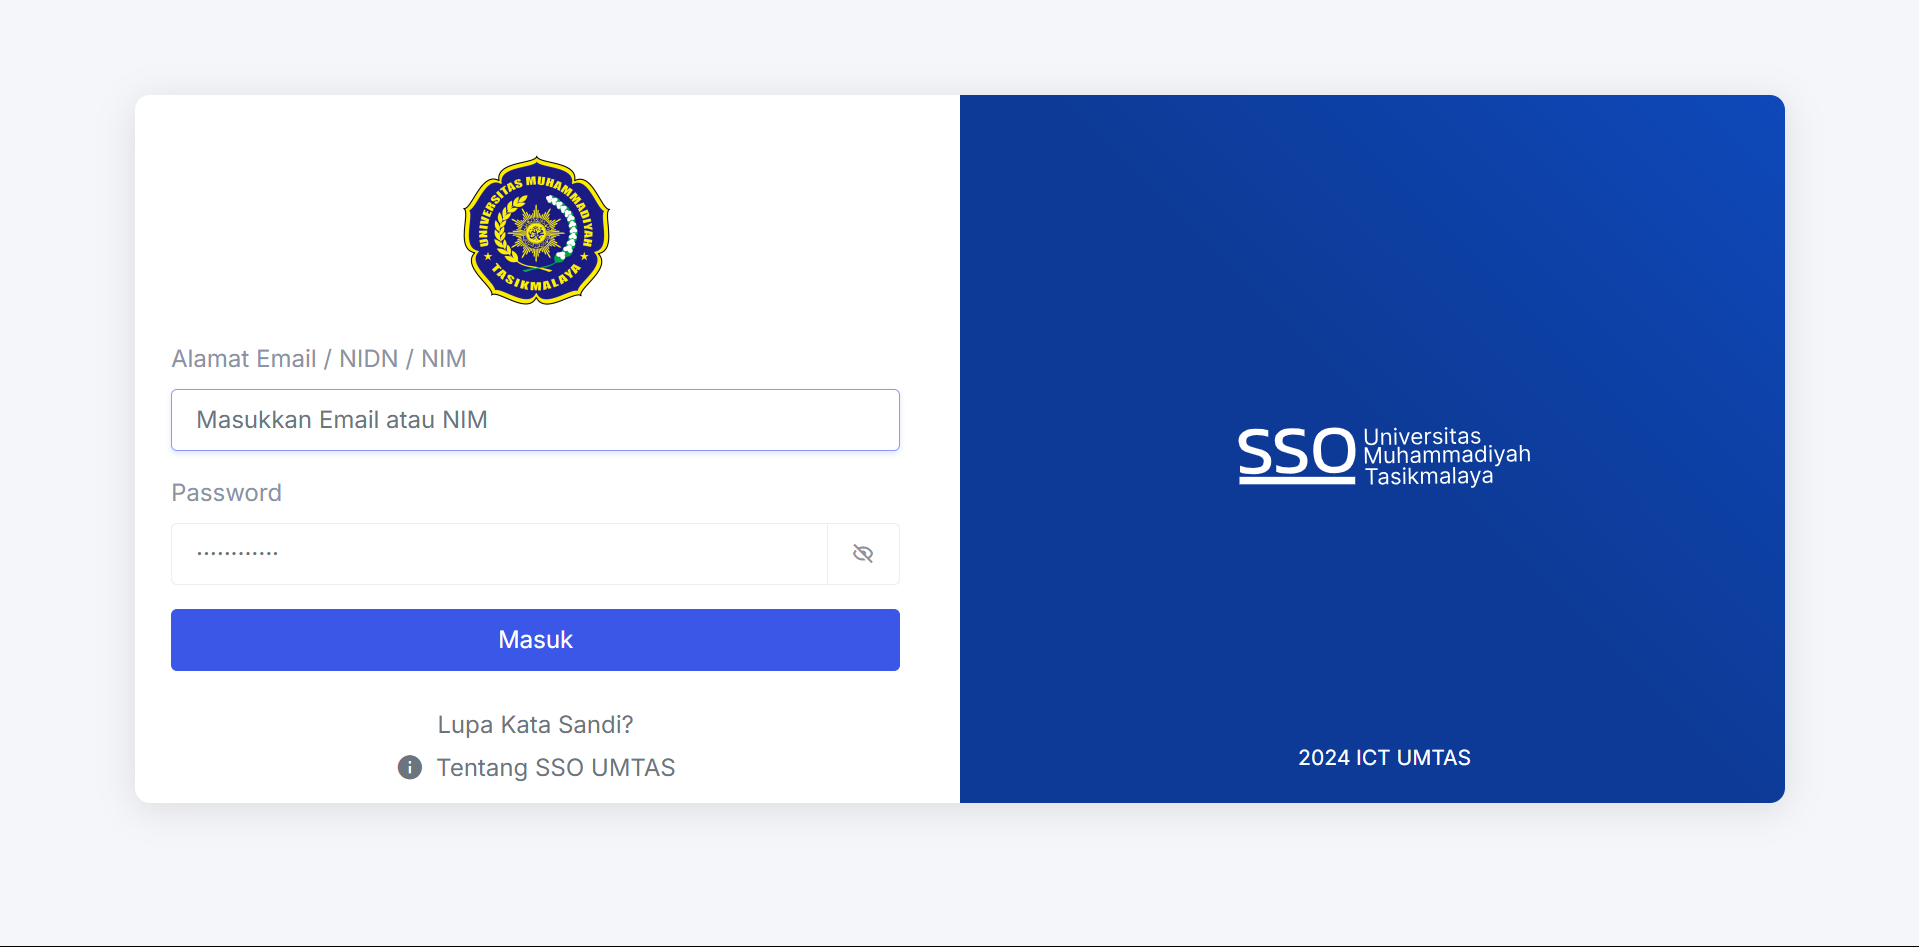 UNIVERSITAS MUHAMMADIYAH
TASIKMALAYA
Alamat Email / NIDN / NIM
Masukkan Email atau NIM
Password
············
Masuk
Lupa Kata Sandi?
Tentang SSO UMTAS
SSO
Universitas
Muhammadiyah
Tasikmalaya
2024 ICT UMTAS